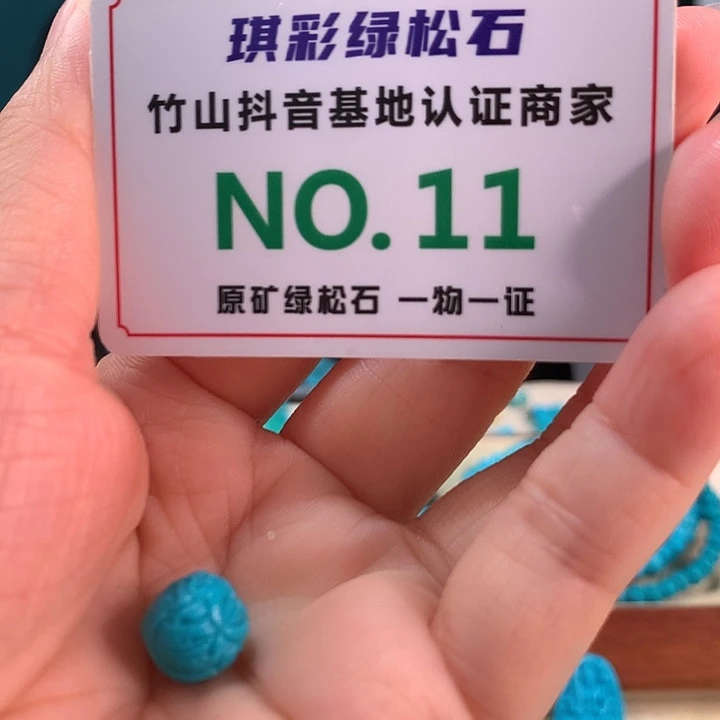 琪彩绿松石
竹山抖音基地认证商家
NO. 11
原矿绿松石 一物一证